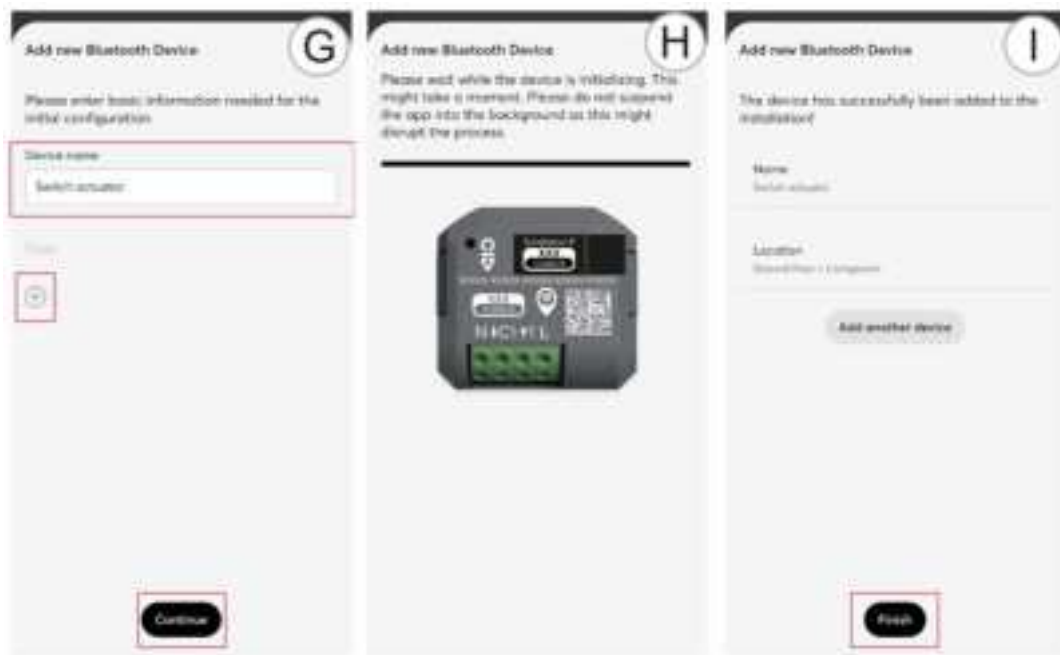 G
Add new Bluetooth Device
Please enter basic information needed for the
initial configuration
Device name
Switch actuator
Continue
H
Add new Bluetooth Device
Please wait while the device is initializing. This
might take a moment. Please do not suspend
the app into the background as this might
disrupt the process.
N
L
I
Add new Bluetooth Device
The device has successfully been added to the
installation!
Name
Switch actuator
Location
Add another device
Finish